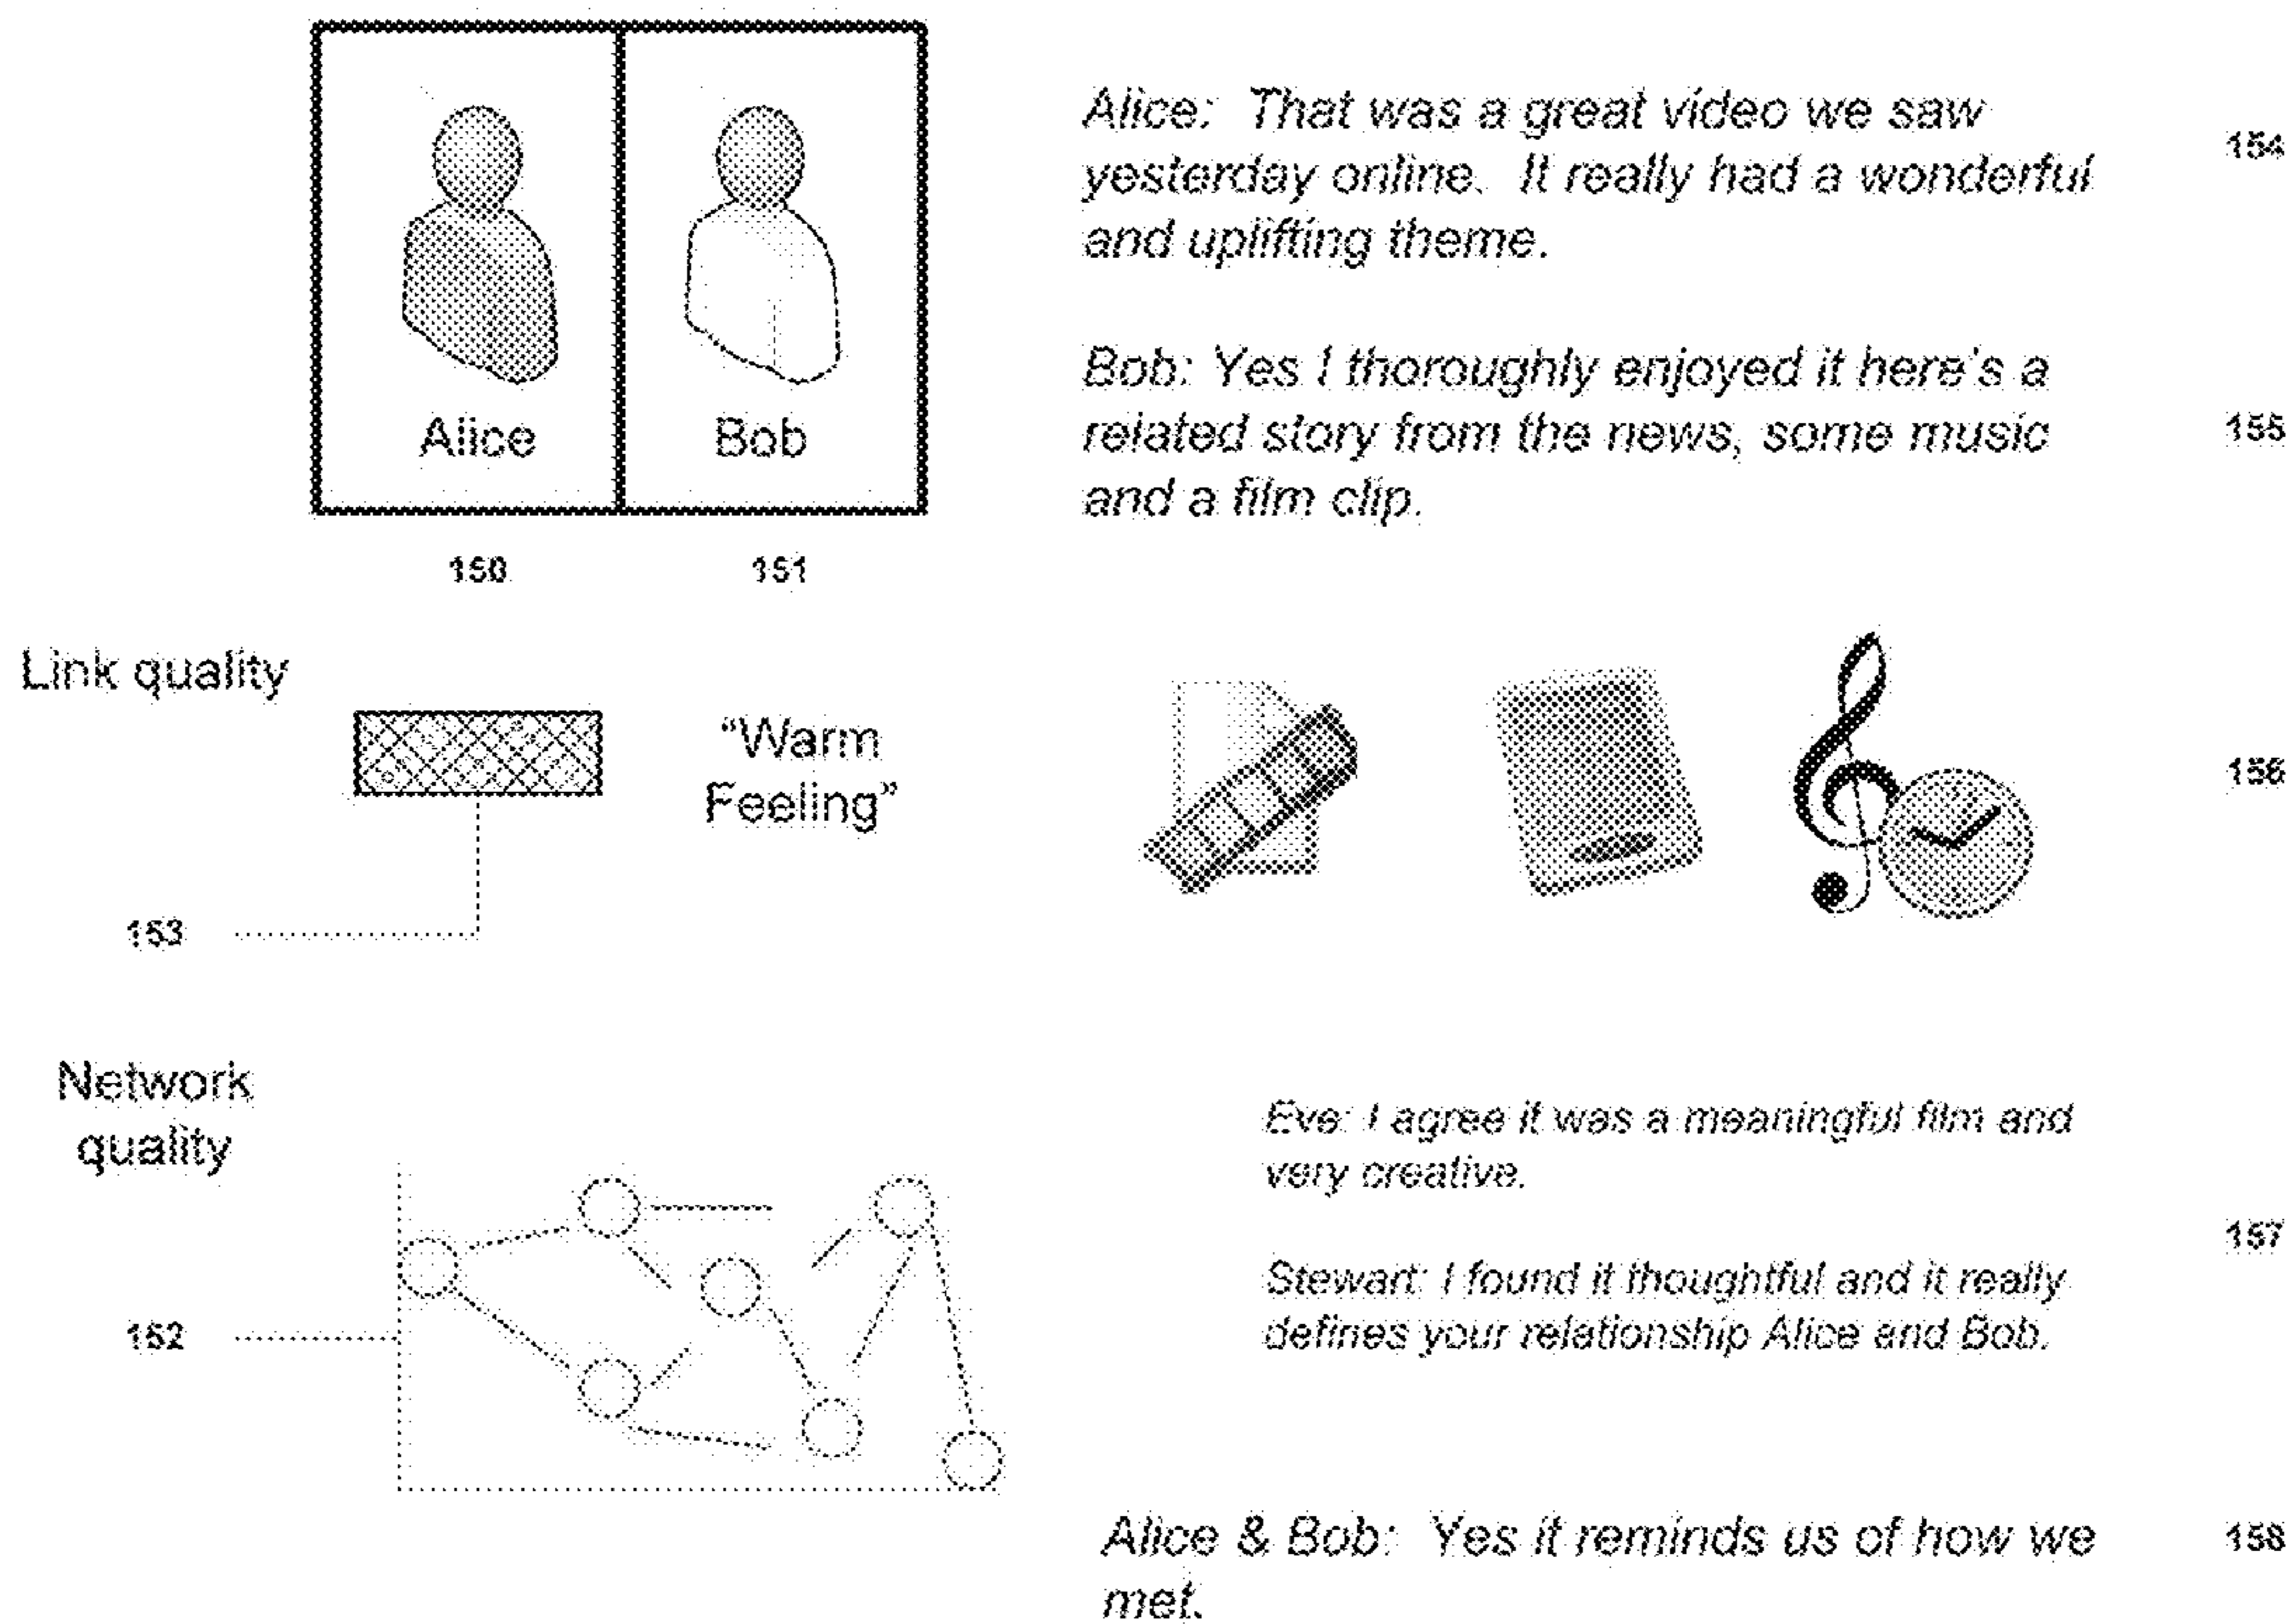 Alice: That was a great video we saw
yesterday online. It really had a wonderful
and uplifting theme.
154
Bob: Yes I thoroughly enjoyed it here's a
related story from the news, some music
and a film clip.
155
Alice
Bob
150
151
Link quality
"Warm
Feeling"
153
156
Network
quality
152
Eve: I agree it was a meaningful film and
very creative.
157
Stewart: I found it thoughtful and it really
defines your relationship Alice and Bob.
Alice & Bob: Yes it reminds us of how we
met.
158